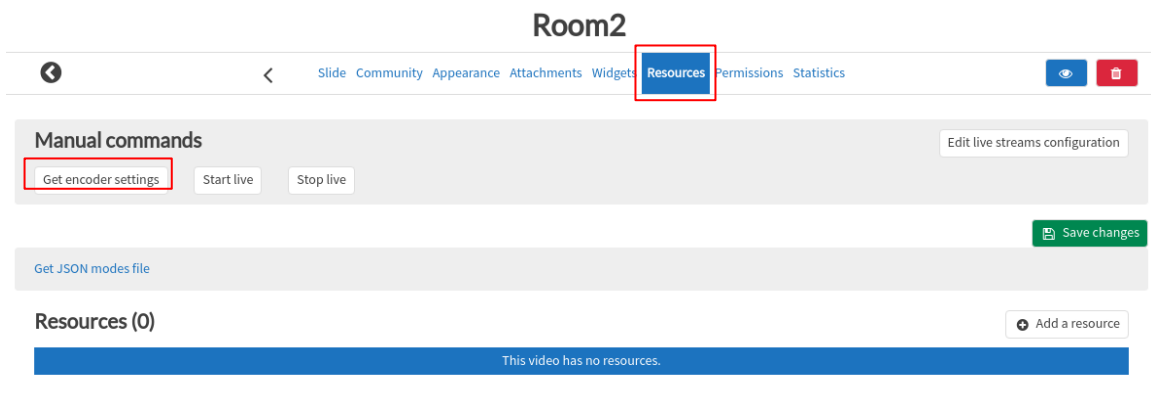 Room2
Slide Community Appearance Attachments Widgets Resources Permissions Statistics
Manual commands
Edit live streams configuration
Get encoder settings Start live Stop live
Save changes
Get JSON modes file
Resources (0)
Add a resource
This video has no resources.